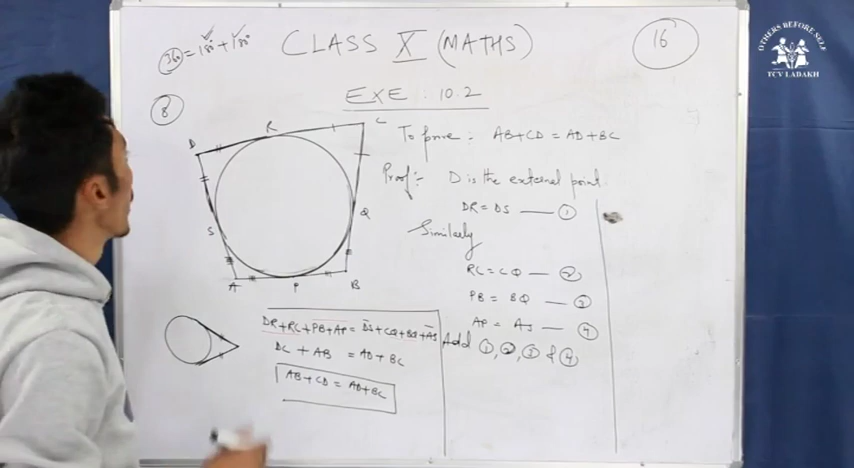 360 = 180° + 180°
CLASS X (MATHS)
16
OTHERS BEFORE SELF
TCV LADAKH
8
EXE : 10.2
D
R
C
S
Q
A
P
B
To prove : AB+CD = AD+BC
Proof :- D is the external point.
DR = DS — 1
Similarly
RC = CQ — 2
PB = BQ — 3
AP = AS — 4
Add 1, 2, 3 & 4
DR+RC+PB+AP = DS+CQ+BQ+AS
DC + AB = AD + BC
AB+CD = AD+BC